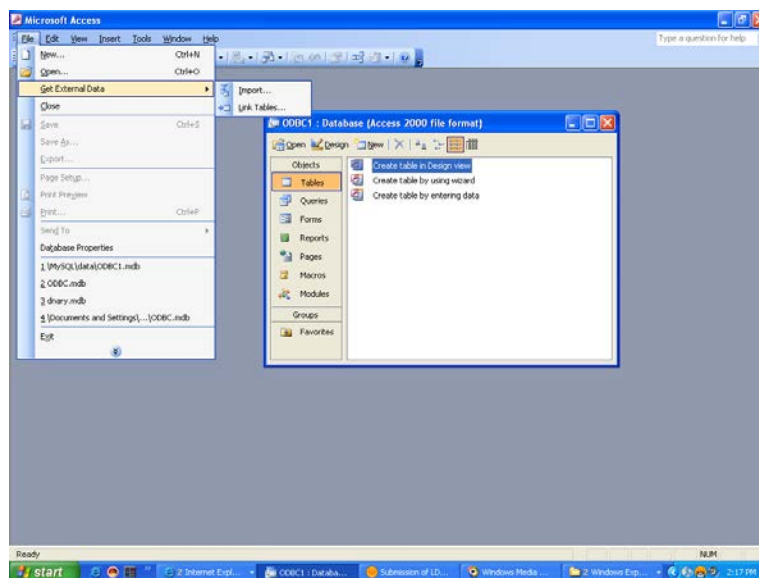 Microsoft Access
File Edit View Insert Tools Window Help
Type a question for help
New... Ctrl+N
Open... Ctrl+O
Get External Data
Import...
Link Tables...
Close
Save Ctrl+S
Save As...
Export...
Page Setup...
Print Preview
Print... Ctrl+P
Send To
Database Properties
1 \MySQL\data\ODBC1.mdb
2 ODBC.mdb
3 dnary.mdb
4 \Documents and Settings\...\ODBC.mdb
Exit
ODBC1 : Database (Access 2000 file format)
Open Design New
Objects
Tables
Queries
Forms
Reports
Pages
Macros
Modules
Groups
Favorites
Create table in Design view
Create table by using wizard
Create table by entering data
Ready
NUM
start
2 Internet Expl...
ODBC1 : Databa...
Submission of LD...
Windows Media ...
2 Windows Exp...
2:17 PM